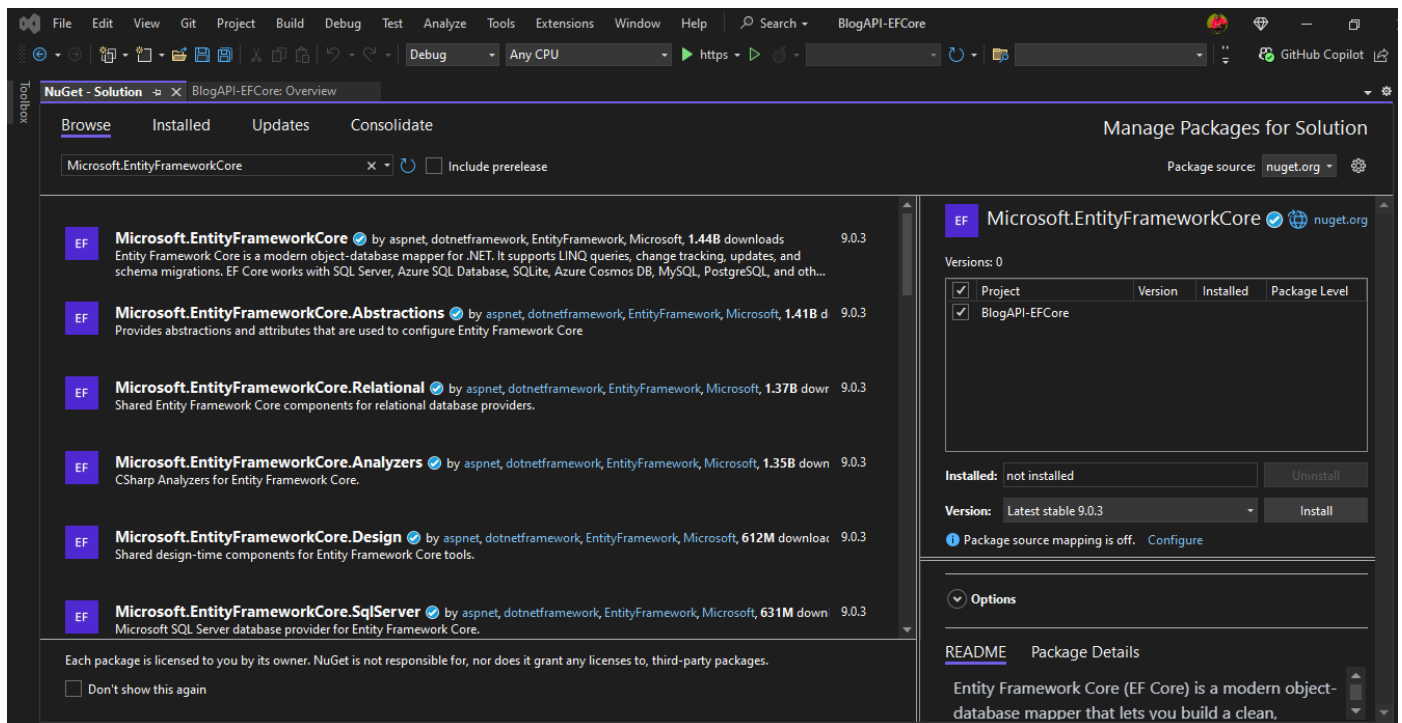 File Edit View Git Project Build Debug Test Analyze Tools Extensions Window Help Search BlogAPI-EFCore
Debug Any CPU https GitHub Copilot
Toolbox
NuGet - Solution BlogAPI-EFCore: Overview
Browse Installed Updates Consolidate
Manage Packages for Solution
Microsoft.EntityFrameworkCore Include prerelease
Package source: nuget.org
EF
Microsoft.EntityFrameworkCore by aspnet, dotnetframework, EntityFramework, Microsoft, 1.44B downloads 9.0.3
Entity Framework Core is a modern object-database mapper for .NET. It supports LINQ queries, change tracking, updates, and
schema migrations. EF Core works with SQL Server, Azure SQL Database, SQLite, Azure Cosmos DB, MySQL, PostgreSQL, and oth...
EF
Microsoft.EntityFrameworkCore.Abstractions by aspnet, dotnetframework, EntityFramework, Microsoft, 1.41B d 9.0.3
Provides abstractions and attributes that are used to configure Entity Framework Core
EF
Microsoft.EntityFrameworkCore.Relational by aspnet, dotnetframework, EntityFramework, Microsoft, 1.37B dowr 9.0.3
Shared Entity Framework Core components for relational database providers.
EF
Microsoft.EntityFrameworkCore.Analyzers by aspnet, dotnetframework, EntityFramework, Microsoft, 1.35B down 9.0.3
CSharp Analyzers for Entity Framework Core.
EF
Microsoft.EntityFrameworkCore.Design by aspnet, dotnetframework, EntityFramework, Microsoft, 612M downloac 9.0.3
Shared design-time components for Entity Framework Core tools.
EF
Microsoft.EntityFrameworkCore.SqlServer by aspnet, dotnetframework, EntityFramework, Microsoft, 631M down 9.0.3
Microsoft SQL Server database provider for Entity Framework Core.
Each package is licensed to you by its owner. NuGet is not responsible for, nor does it grant any licenses to, third-party packages.
Don't show this again
EF
Microsoft.EntityFrameworkCore nuget.org
Versions: 0
Project Version Installed Package Level
BlogAPI-EFCore
Installed: not installed Uninstall
Version: Latest stable 9.0.3 Install
Package source mapping is off. Configure
Options
README Package Details
Entity Framework Core (EF Core) is a modern object-
database mapper that lets you build a clean,